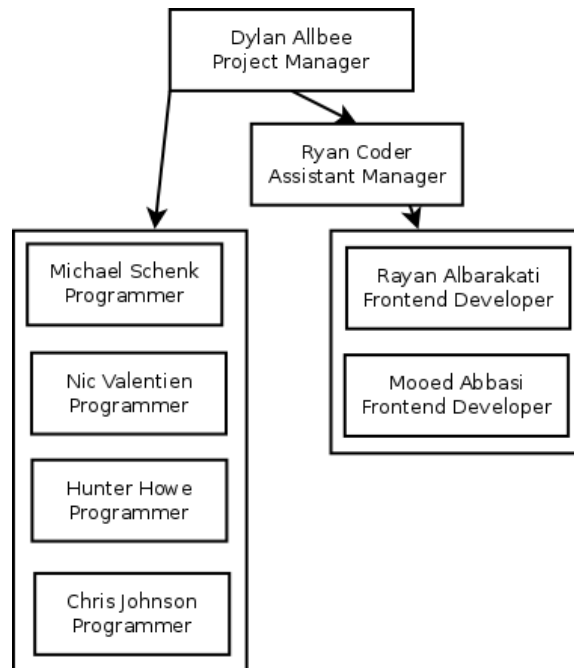 Dylan Allbee
Project Manager
Ryan Coder
Assistant Manager
Michael Schenk
Programmer
Nic Valentien
Programmer
Hunter Howe
Programmer
Chris Johnson
Programmer
Rayan Albarakati
Frontend Developer
Mooed Abbasi
Frontend Developer